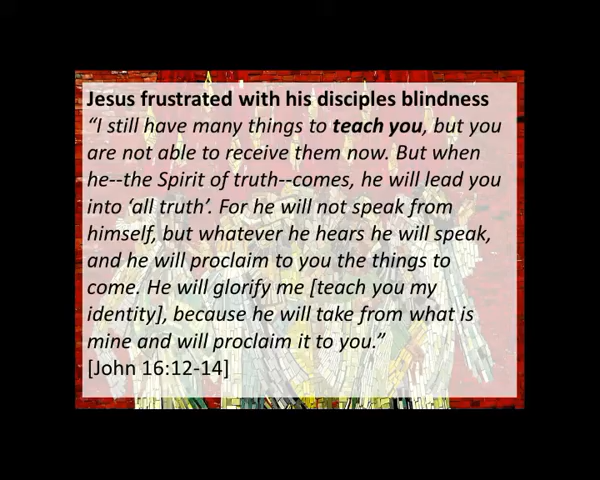 Jesus frustrated with his disciples blindness
“I still have many things to teach you, but you
are not able to receive them now. But when
he--the Spirit of truth--comes, he will lead you
into ‘all truth’. For he will not speak from
himself, but whatever he hears he will speak,
and he will proclaim to you the things to
come. He will glorify me [teach you my
identity], because he will take from what is
mine and will proclaim it to you.”
[John 16:12-14]